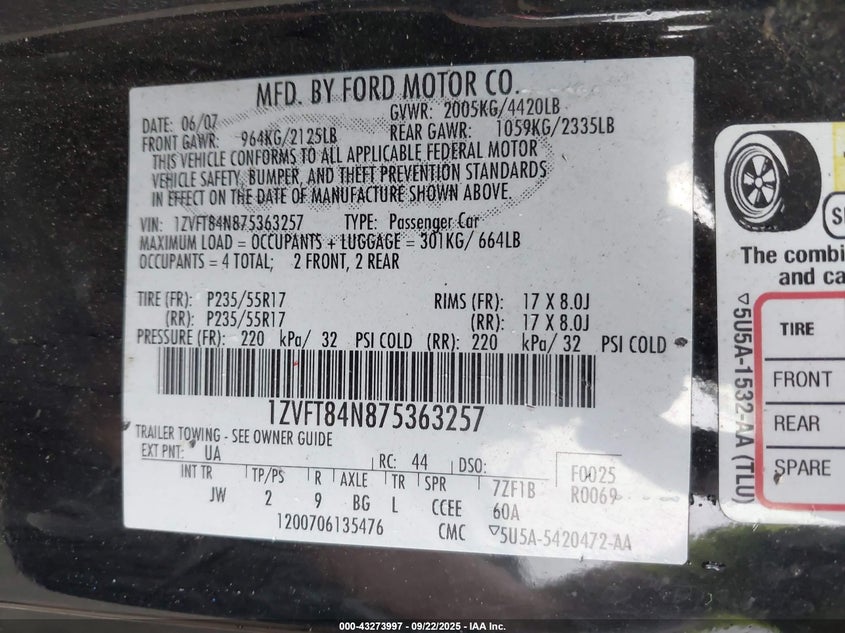 MFD. BY FORD MOTOR CO.
DATE: 06/07 GVWR: 2005KG/4420LB
FRONT GAWR: 964KG/2125LB REAR GAWR: 1059KG/2335LB
THIS VEHICLE CONFORMS TO ALL APPLICABLE FEDERAL MOTOR
VEHICLE SAFETY, BUMPER, AND THEFT PREVENTION STANDARDS
IN EFFECT ON THE DATE OF MANUFACTURE SHOWN ABOVE.
VIN: 1ZVFT84N875363257 TYPE: Passenger Car
MAXIMUM LOAD = OCCUPANTS + LUGGAGE = 301KG/ 664LB
OCCUPANTS = 4 TOTAL; 2 FRONT, 2 REAR
TIRE (FR): P235/55R17 RIMS (FR): 17 X 8.0J
(RR): P235/55R17 (RR): 17 X 8.0J
PRESSURE (FR): 220 kPa/ 32 PSI COLD (RR): 220 kPa/ 32 PSI COLD
1ZVFT84N875363257
TRAILER TOWING - SEE OWNER GUIDE
EXT PNT: UA RC: 44 DSO: F0025
INT TR TP/PS R AXLE TR SPR 7ZF1B R0069
JW 2 9 BG L CCEE 60A
1200706135476 CMC ▽5U5A-5420472-AA
The combi
and ca
TIRE
FRONT
REAR
SPARE
▽5U5A-1532-AA (TLU)
000-43273997 - 09/22/2025 - IAA Inc.